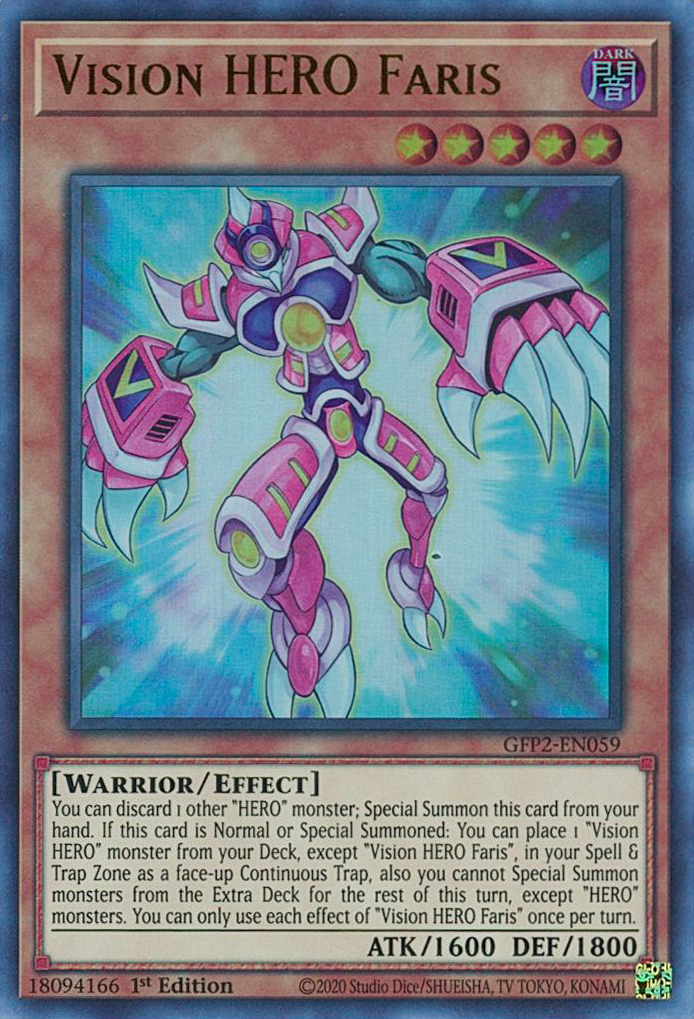 VISION HERO FARIS
DARK
闇
GFP2-EN059
[WARRIOR/EFFECT]
You can discard 1 other "HERO" monster; Special Summon this card from your
hand. If this card is Normal or Special Summoned: You can place 1 "Vision
HERO" monster from your Deck, except "Vision HERO Faris", in your Spell &
Trap Zone as a face-up Continuous Trap, also you cannot Special Summon
monsters from the Extra Deck for the rest of this turn, except "HERO"
monsters. You can only use each effect of "Vision HERO Faris" once per turn.
ATK/1600 DEF/1800
18094166 1st Edition ©2020 Studio Dice/SHUEISHA, TV TOKYO, KONAMI